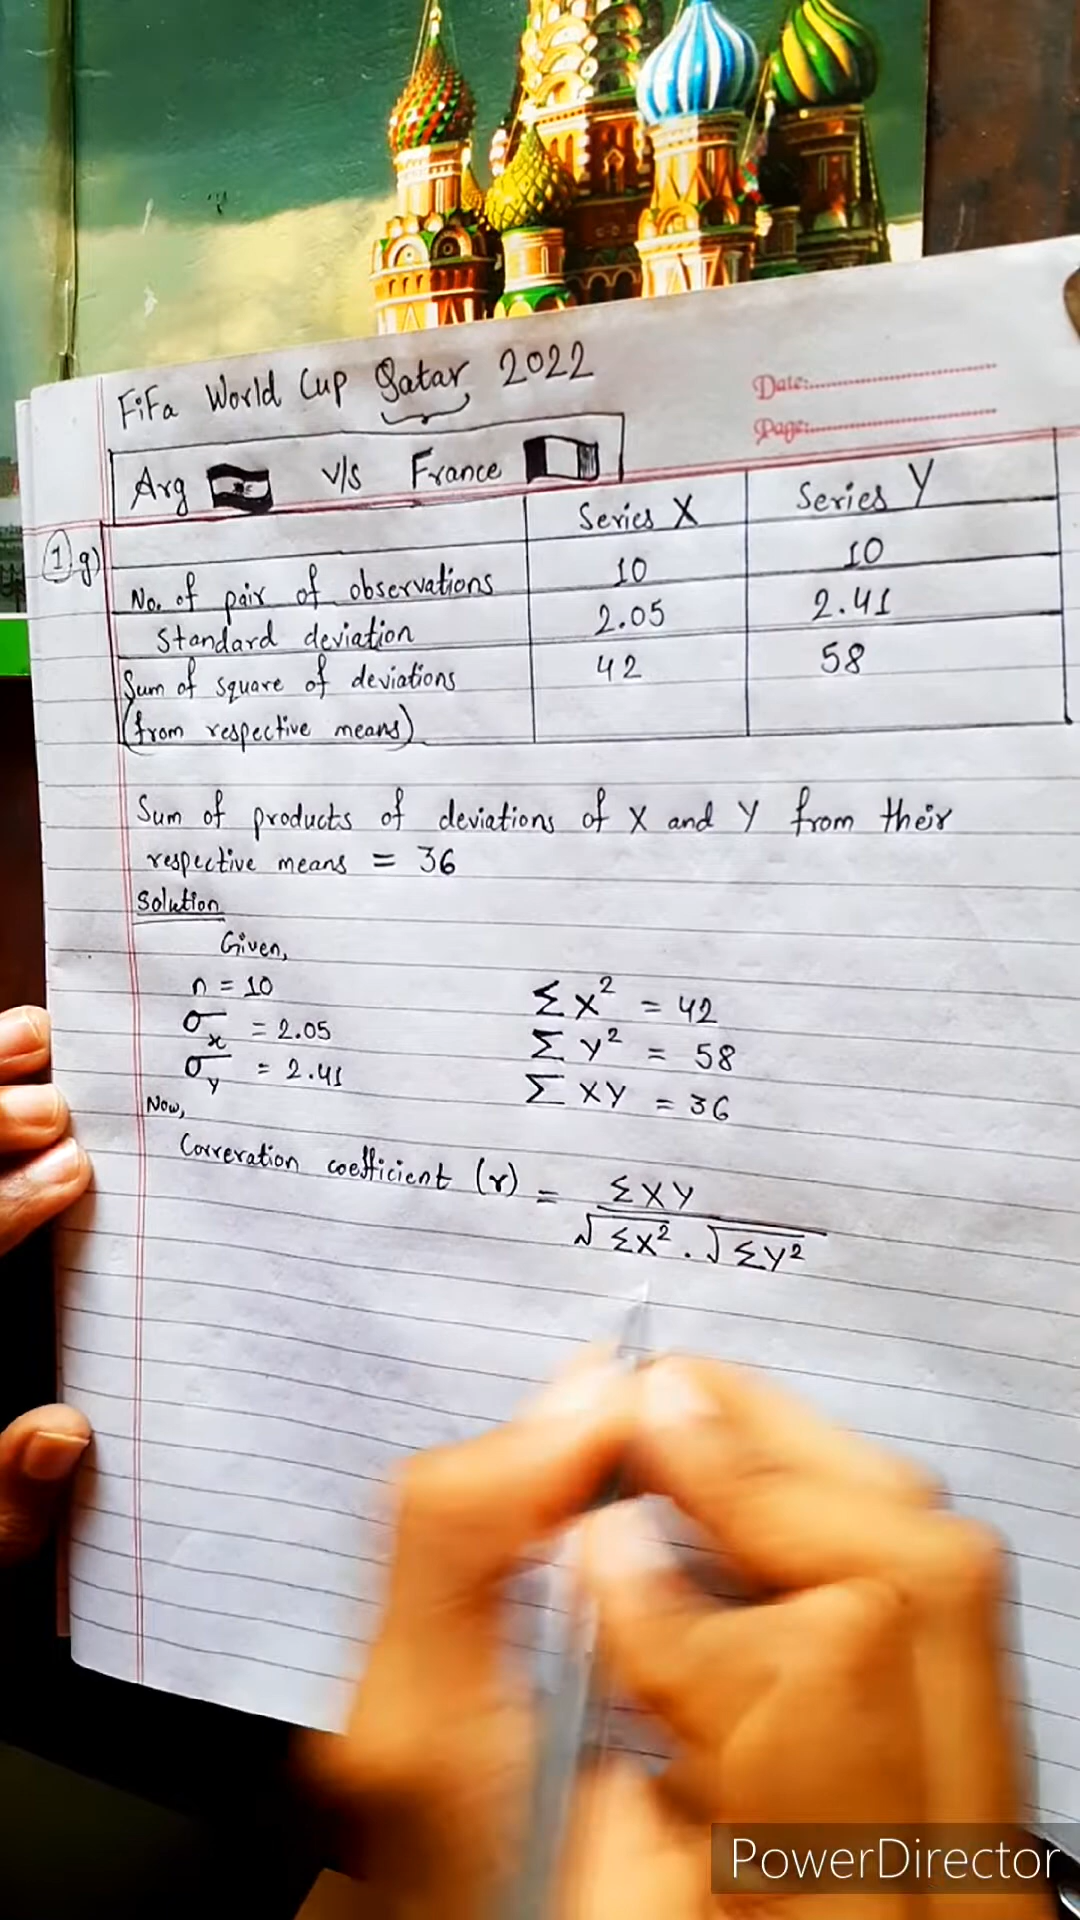 FiFa World Cup Qatar 2022
Date:
Page:
Arg V/s France
Series X Series Y
1 g)
No. of pair of observations 10 10
Standard deviation 2.05 2.41
Sum of square of deviations 42 58
(from respective means)
Sum of products of deviations of X and Y from their
respective means = 36
Solution
Given,
n = 10 Σx² = 42
σx = 2.05 Σy² = 58
σy = 2.41 ΣXY = 36
Now,
Correration coefficient (r) = ΣXY
√ΣX² . √ΣY²
PowerDirector